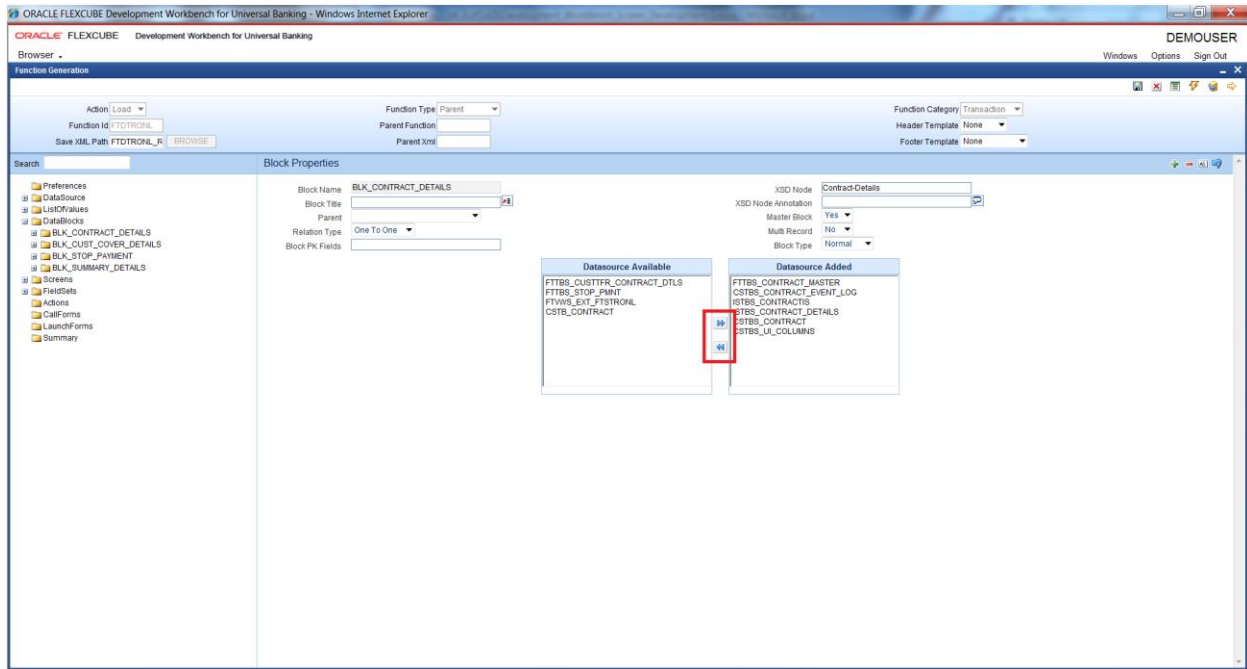 ORACLE FLEXCUBE Development Workbench for Universal Banking - Windows Internet Explorer
ORACLE FLEXCUBE Development Workbench for Universal Banking
DEMOUSER
Browser
Windows Options Sign Out
Function Generation
Action Load
Function Type Parent
Function Category Transaction
Function Id FTDTRONL
Parent Function
Header Template None
Save XML Path FTDTRONL_R BROWSE
Parent Xml
Footer Template None
Search
Block Properties
Preferences
DataSource
ListOfValues
DataBlocks
BLK_CONTRACT_DETAILS
BLK_CUST_COVER_DETAILS
BLK_STOP_PAYMENT
BLK_SUMMARY_DETAILS
Screens
FieldSets
Actions
CallForms
LaunchForms
Summary
Block Name BLK_CONTRACT_DETAILS
XSD Node Contract-Details
Block Title
XSD Node Annotation
Parent
Master Block Yes
Relation Type One To One
Multi Record No
Block PK Fields
Block Type Normal
Datasource Available
FTTBS_CUSTTFR_CONTRACT_DTLS
FTTBS_STOP_PMNT
FTVWS_EXT_FTSTRONL
CSTB_CONTRACT
Datasource Added
FTTBS_CONTRACT_MASTER
CSTBS_CONTRACT_EVENT_LOG
ISTBS_CONTRACTIS
ISTBS_CONTRACT_DETAILS
CSTBS_CONTRACT
CSTBS_UI_COLUMNS